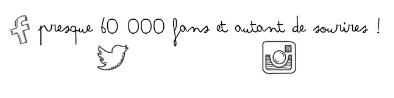 presque 60 000 fans et autant de sourires !